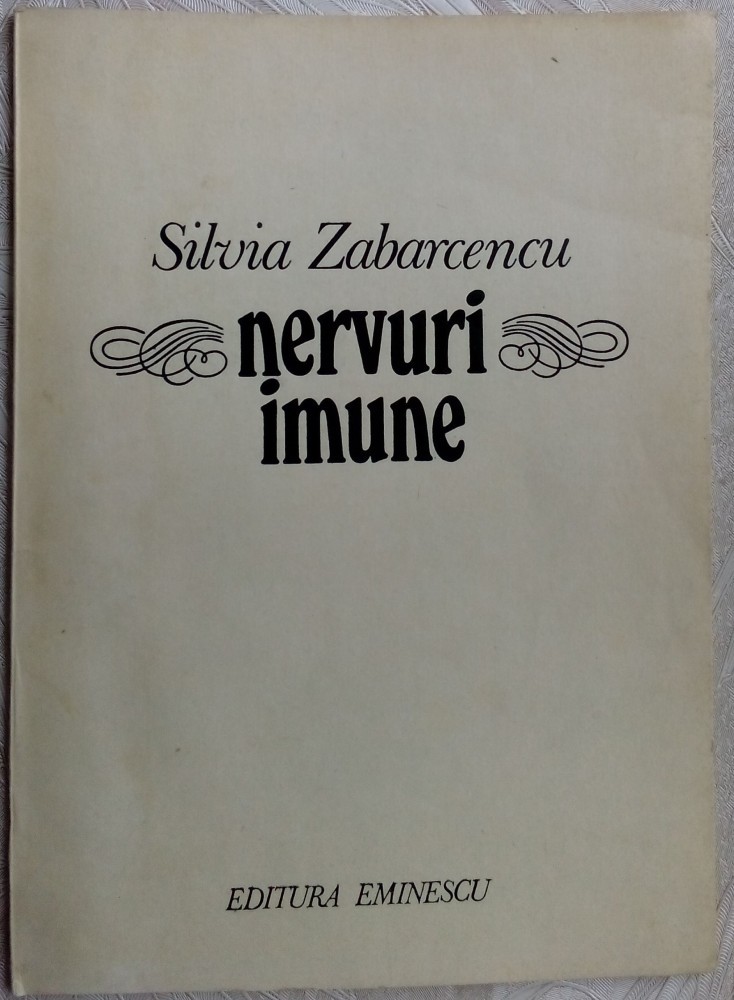 Silvia Zabarcencu
nervuri
imune
EDITURA EMINESCU